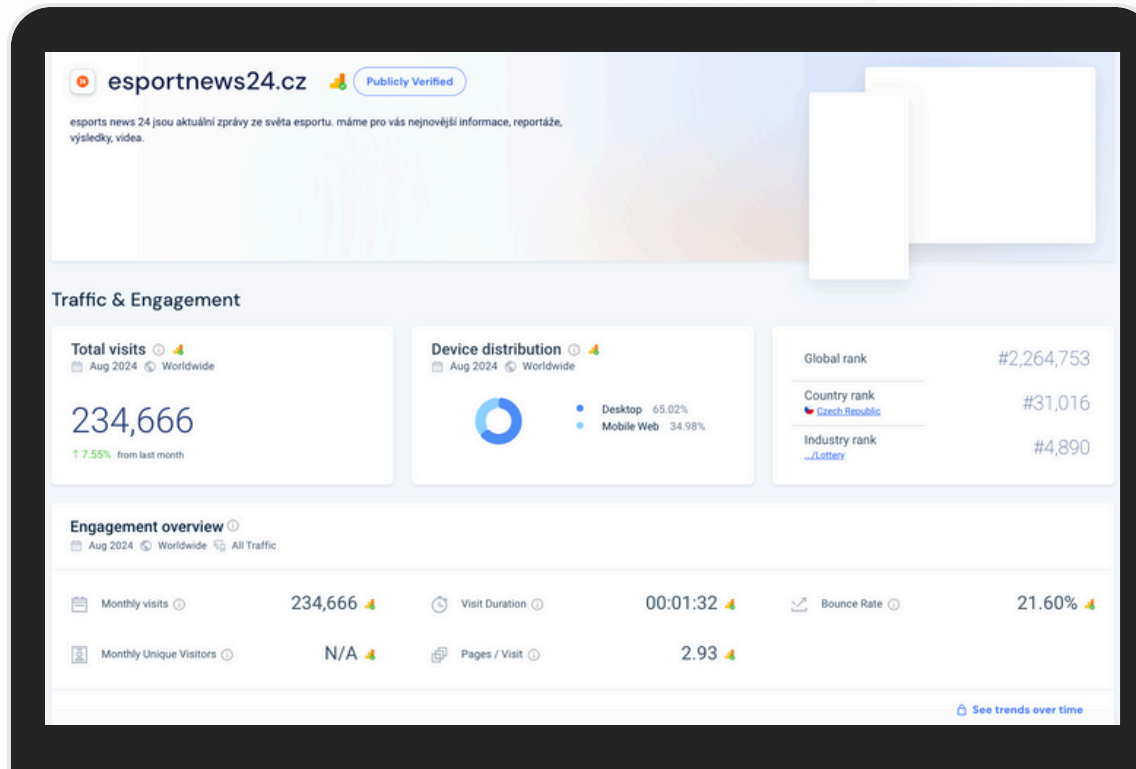 esportnews24.cz Publicly Verified
esports news 24 jsou aktuální zprávy ze světa esportu. máme pro vás nejnovější informace, reportáže,
výsledky, videa.
Traffic & Engagement
Total visits
Aug 2024 Worldwide
234,666
↑ 7.55% from last month
Device distribution
Aug 2024 Worldwide
Desktop 65.02%
Mobile Web 34.98%
Global rank #2,264,753
Country rank #31,016
Czech Republic
Industry rank #4,890
.../Lottery
Engagement overview
Aug 2024 Worldwide All Traffic
Monthly visits 234,666
Visit Duration 00:01:32
Bounce Rate 21.60%
Monthly Unique Visitors N/A
Pages / Visit 2.93
See trends over time